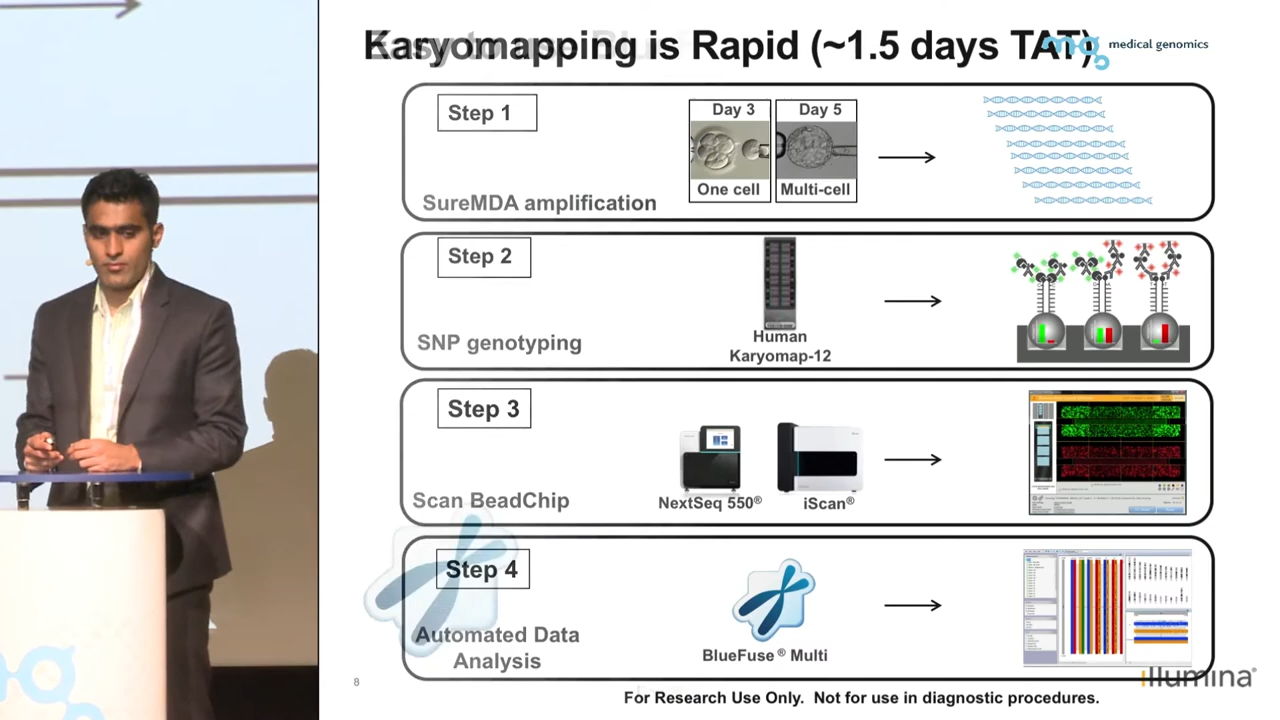 Karyomapping is Rapid (~1.5 days TAT)
mg medical genomics
Step 1
Day 3
Day 5
One cell
Multi-cell
SureMDA amplification
Step 2
Human
Karyomap-12
SNP genotyping
Step 3
NextSeq 550®
iScan®
Scan BeadChip
Step 4
Automated Data
Analysis
BlueFuse® Multi
8
illumina®
For Research Use Only. Not for use in diagnostic procedures.